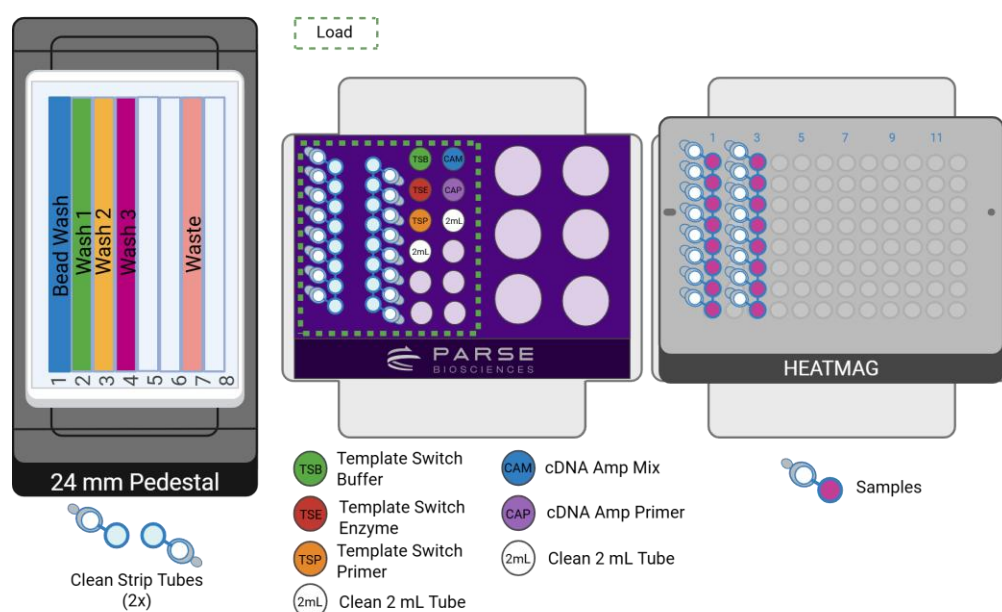 Load
Bead Wash
Wash 1
Wash 2
Wash 3
Waste
1 2 3 4 5 6 7 8
24 mm Pedestal
Clean Strip Tubes
(2x)
TSB CAM
TSE CAP
TSP 2mL
2mL
PARSE
BIOSCIENCES
1 3 5 7 9 11
HEATMAG
TSB Template Switch
Buffer
TSE Template Switch
Enzyme
TSP Template Switch
Primer
2mL Clean 2 mL Tube
CAM cDNA Amp Mix
CAP cDNA Amp Primer
2mL Clean 2 mL Tube
Samples